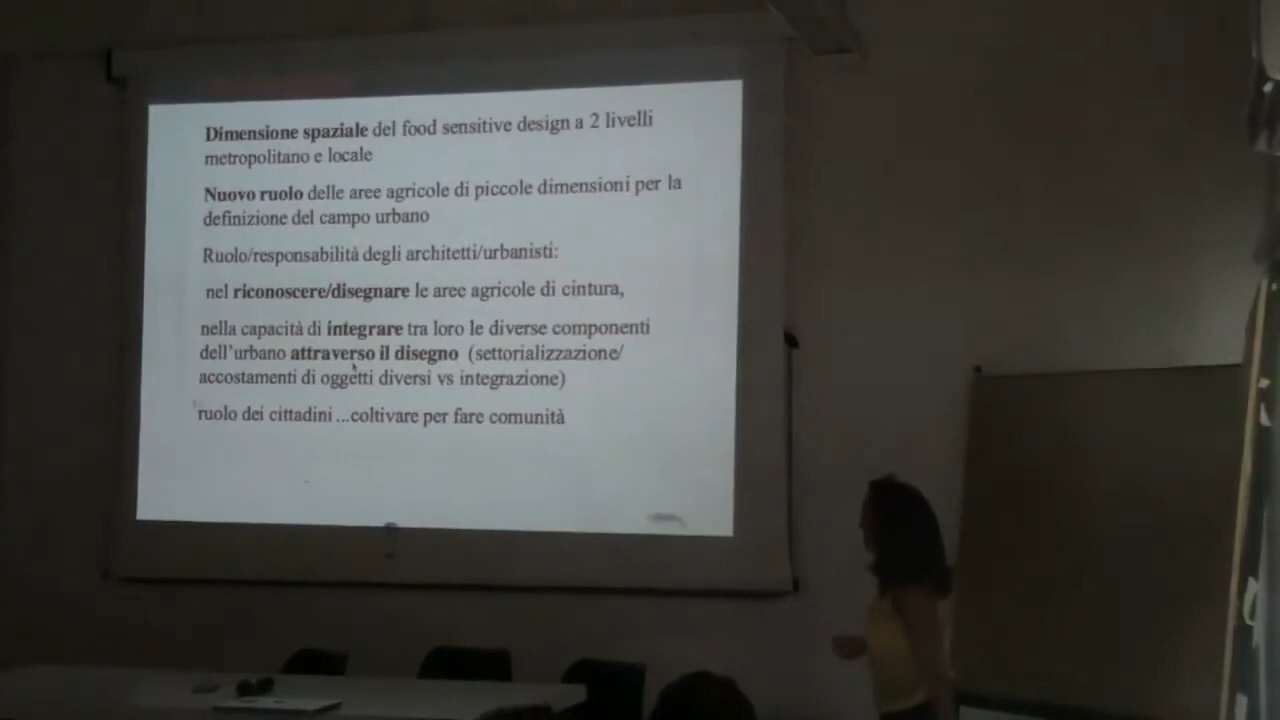 Dimensione spaziale del food sensitive design a 2 livelli
metropolitano e locale
Nuovo ruolo delle aree agricole di piccole dimensioni per la
definizione del campo urbano
Ruolo/responsabilità degli architetti/urbanisti:
nel riconoscere/disegnare le aree agricole di cintura,
nella capacità di integrare tra loro le diverse componenti
dell'urbano attraverso il disegno (settorializzazione/
accostamenti di oggetti diversi vs integrazione)
ruolo dei cittadini ...coltivare per fare comunità